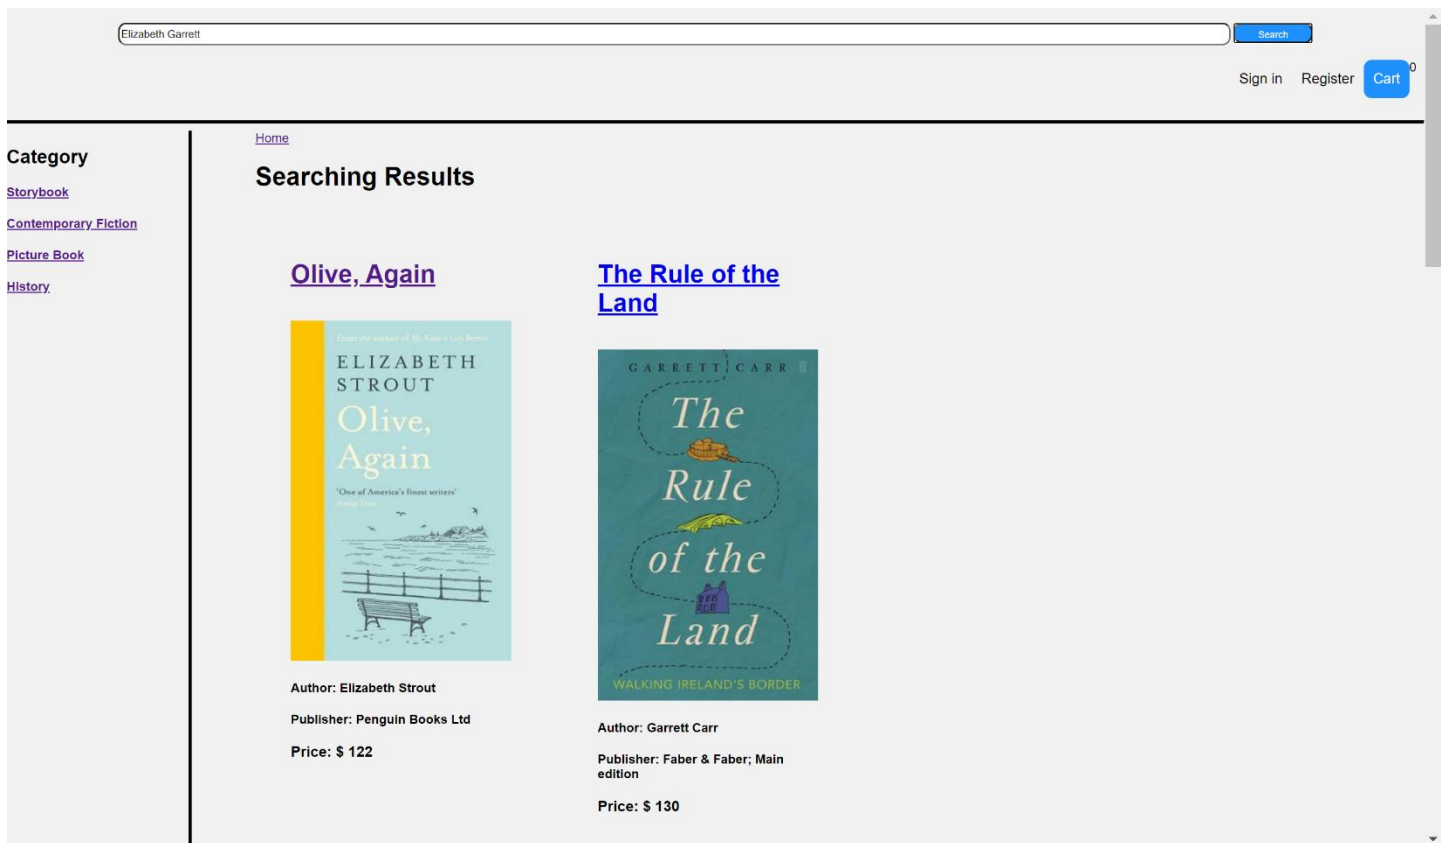 Elizabeth Garrett
Search
Sign in Register Cart 0
Category
Storybook
Contemporary Fiction
Picture Book
History
Home
Searching Results
Olive, Again
From the author of My Name is Lucy Barton
ELIZABETH
STROUT
Olive,
Again
'One of America's finest writers'
Sunday Times
Author: Elizabeth Strout
Publisher: Penguin Books Ltd
Price: $ 122
The Rule of the
Land
GARRETT CARR
The
Rule
of the
Land
WALKING IRELAND'S BORDER
Author: Garrett Carr
Publisher: Faber & Faber; Main
edition
Price: $ 130